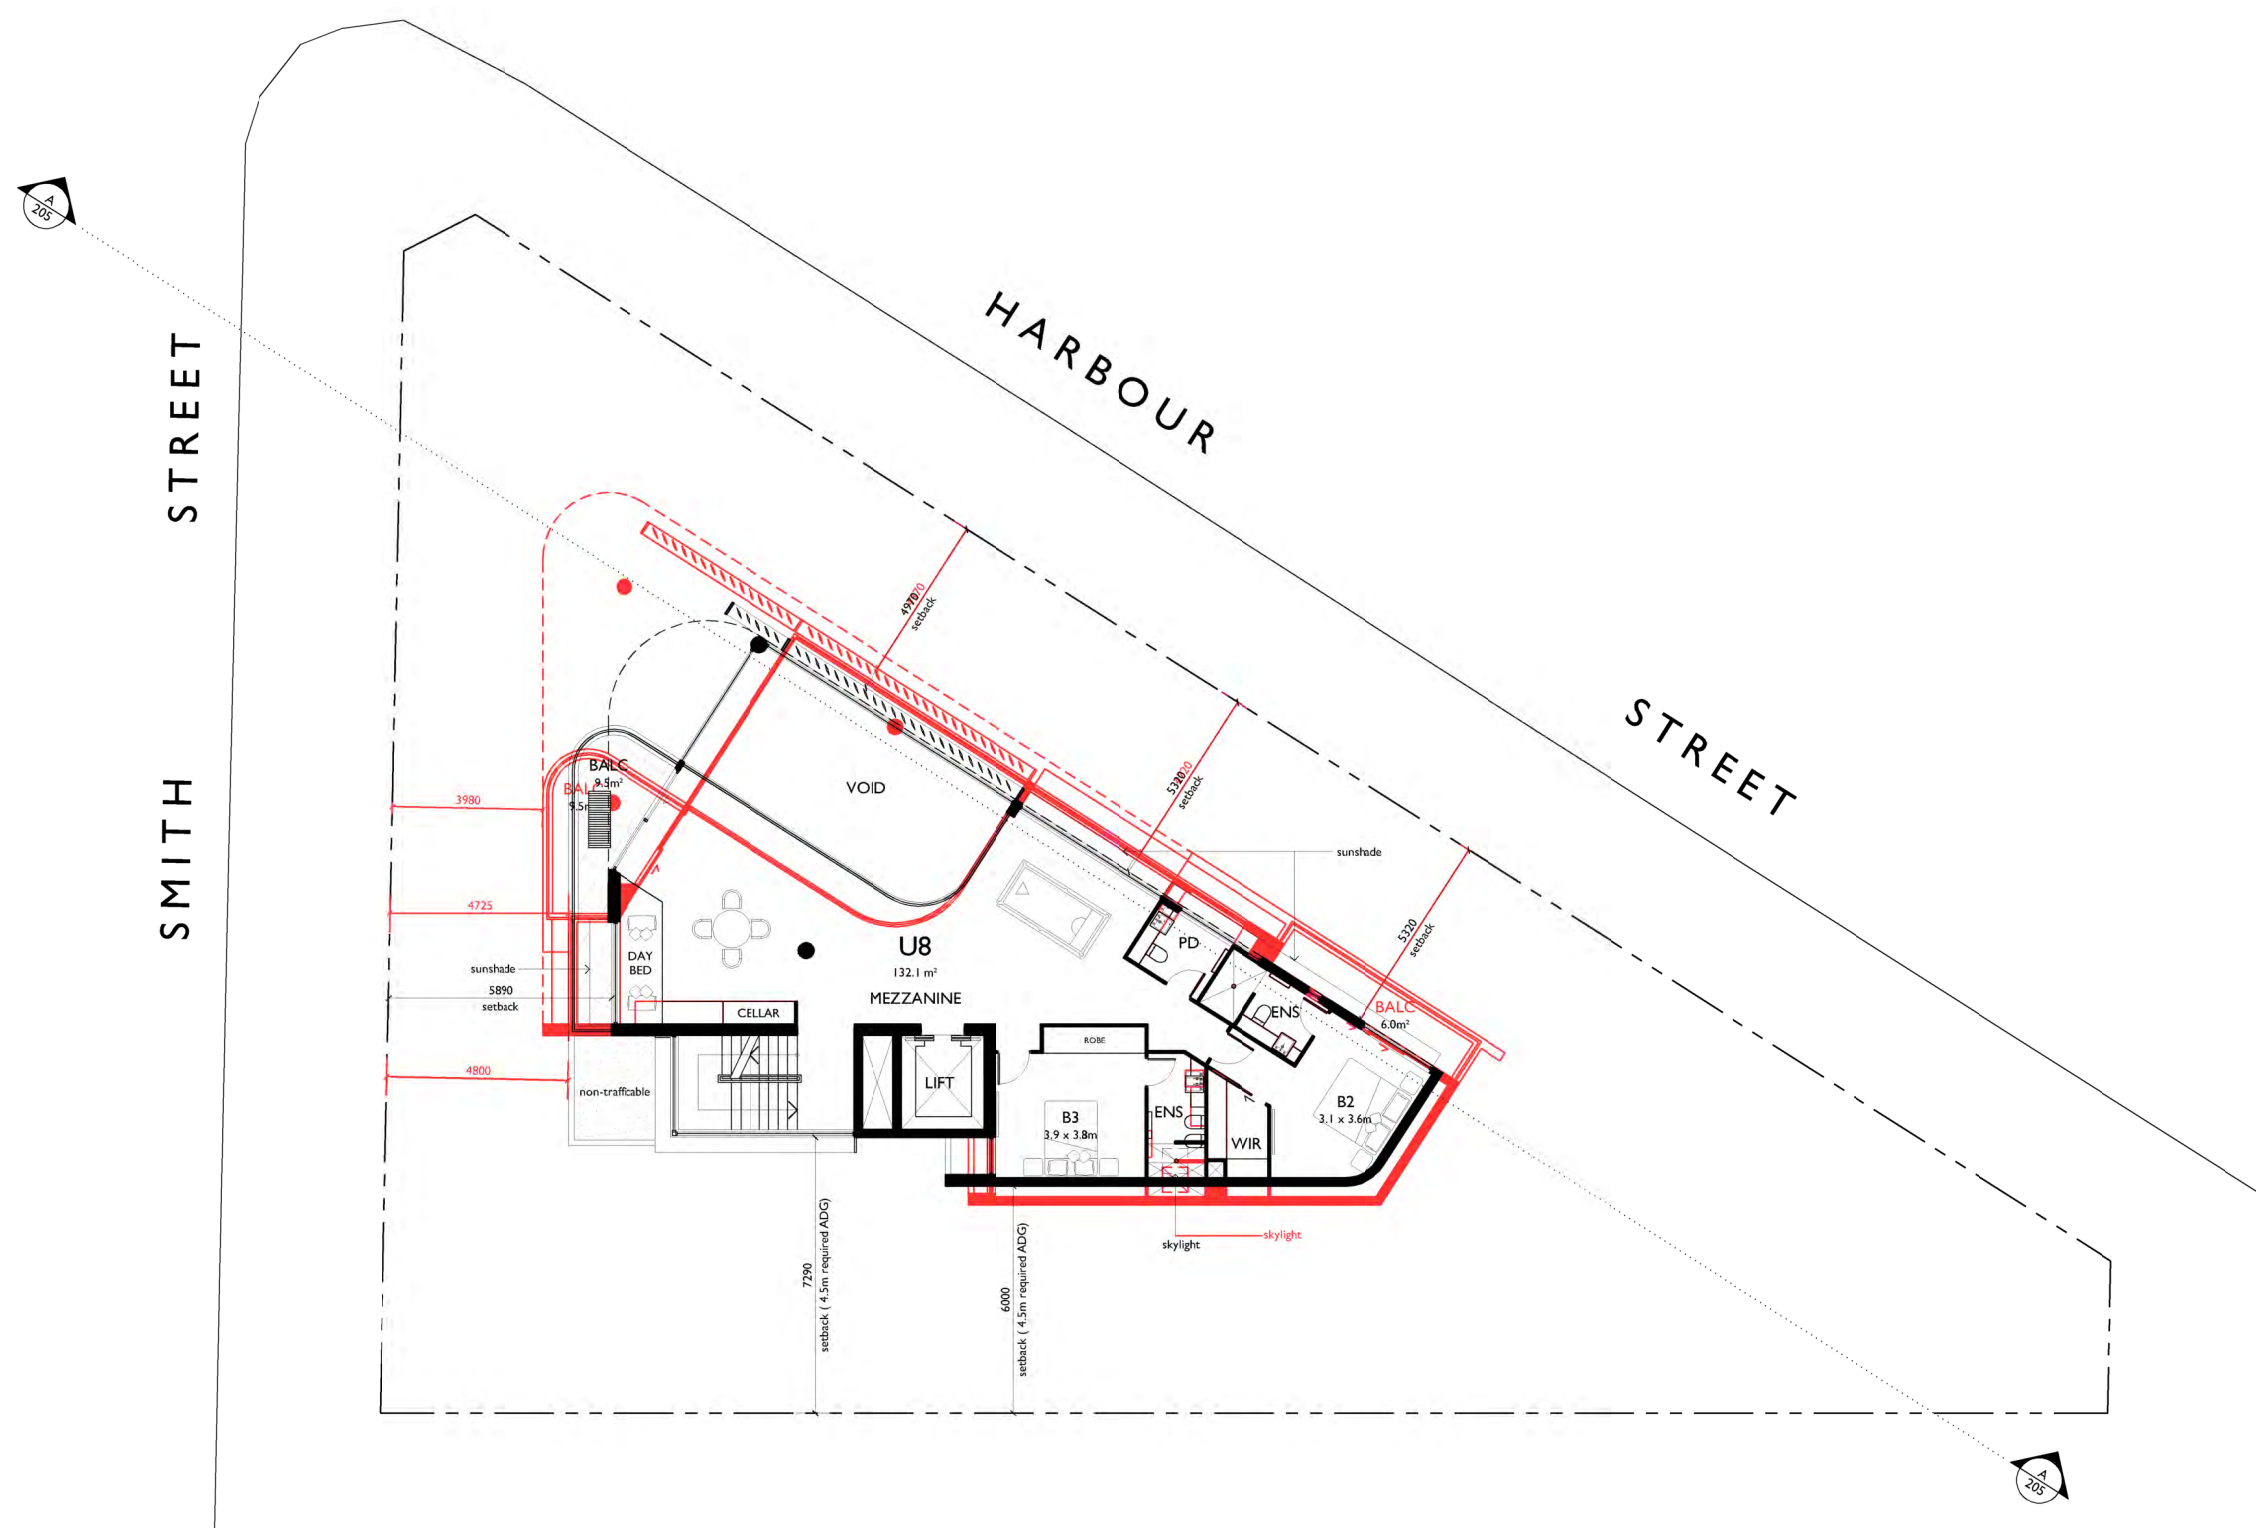 A
205
HARBOUR
STREET
SMITH
STREET
4970
setback
5320
setback
5320
setback
VOID
BALC
9.5m²
BALC
3980
4725
sunshade
5890
setback
4800
sunshade
DAY
BED
U8
132.1 m²
MEZZANINE
CELLAR
PD
ENS
BALC
6.0m²
ROBE
LIFT
non-trafficable
B3
3.9 x 3.8m
ENS
WIR
B2
3.1 x 3.6m
skylight
skylight
7290
setback ( 4.5m required ADG)
6000
setback ( 4.5m required ADG)
A
205